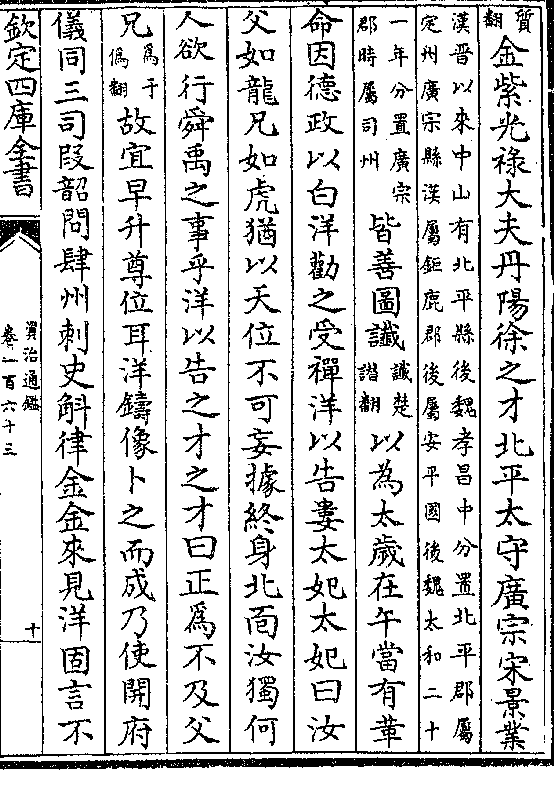 質
翻
金紫光祿大夫丹陽徐之才北平太守廣宗宋景業
漢晉以來中山有北平縣後魏孝昌中分置北平郡屬
定州廣宗縣漢屬鉅鹿郡後屬安平國後魏太和二十
一年分置廣宗
郡時屬司州
皆善圖讖
讖楚
譖翻
以為太歲在午當有革
命因德政以白洋勸之受禪洋以告婁太妃太妃曰汝
父如龍兄如虎猶以天位不可妄據終身北面汝獨何
人欲行舜禹之事乎洋以告之才之才曰正為不及父
兄
為于
偽翻
故宜早升尊位耳洋鑄像卜之而成乃使開府
儀同三司段韶問肆州刺史斛律金金來見洋固言不
欽定四庫全書
資治通鑑
卷一百六十三
十